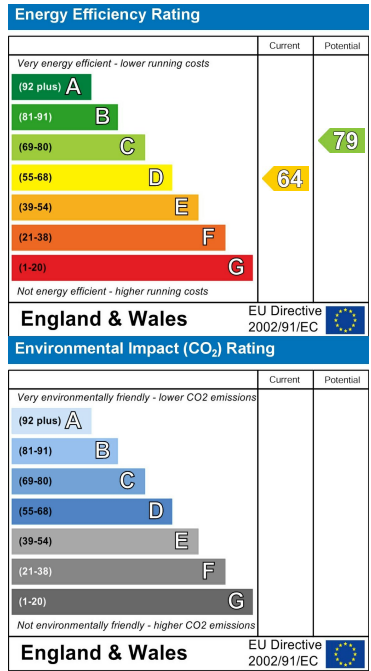 Energy Efficiency Rating
Current Potential
Very energy efficient - lower running costs
(92 plus) A
(81-91) B
(69-80) C
79
(55-68) D
64
(39-54) E
(21-38) F
(1-20) G
Not energy efficient - higher running costs
England & Wales
EU Directive
2002/91/EC
Environmental Impact (CO₂) Rating
Current Potential
Very environmentally friendly - lower CO2 emissions
(92 plus) A
(81-91) B
(69-80) C
(55-68) D
(39-54) E
(21-38) F
(1-20) G
Not environmentally friendly - higher CO2 emissions
England & Wales
EU Directive
2002/91/EC